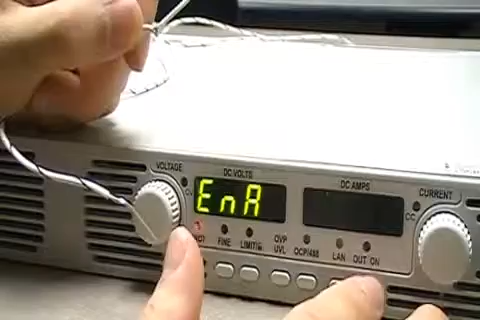 VOLTAGE
DC VOLTS
DC AMPS
CURRENT
CV
EnA
CC
FINE
LIMIT/
OVP
UVL
OCP/488
LAN
OUT ON